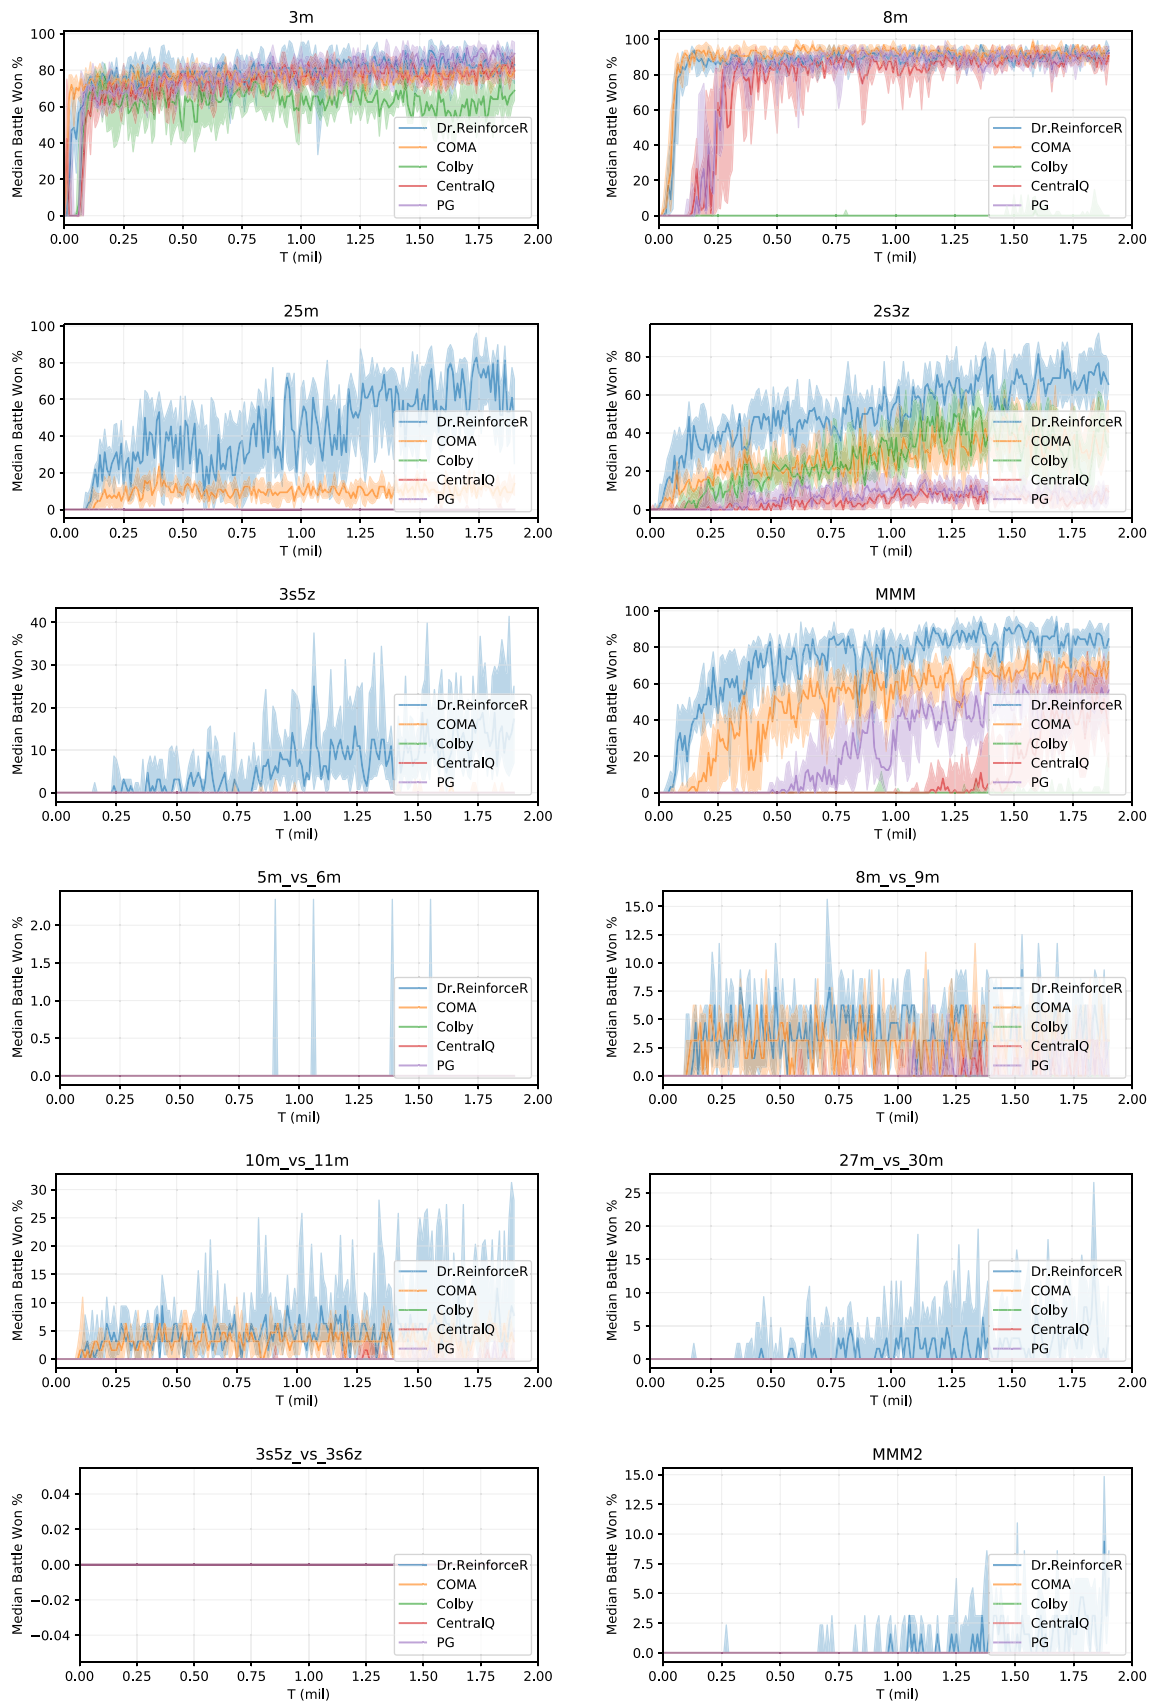 3m
Median Battle Won %
100
80
60
40
20
0
0.00 0.25 0.50 0.75 1.00 1.25 1.50 1.75 2.00
T (mil)
Dr.ReinforceR
COMA
Colby
CentralQ
PG
8m
Median Battle Won %
100
80
60
40
20
0
0.00 0.25 0.50 0.75 1.00 1.25 1.50 1.75 2.00
T (mil)
Dr.ReinforceR
COMA
Colby
CentralQ
PG
25m
Median Battle Won %
100
80
60
40
20
0
0.00 0.25 0.50 0.75 1.00 1.25 1.50 1.75 2.00
T (mil)
Dr.ReinforceR
COMA
Colby
CentralQ
PG
2s3z
Median Battle Won %
80
60
40
20
0
0.00 0.25 0.50 0.75 1.00 1.25 1.50 1.75 2.00
T (mil)
Dr.ReinforceR
COMA
Colby
CentralQ
PG
3s5z
Median Battle Won %
40
30
20
10
0
0.00 0.25 0.50 0.75 1.00 1.25 1.50 1.75 2.00
T (mil)
Dr.ReinforceR
COMA
Colby
CentralQ
PG
MMM
Median Battle Won %
100
80
60
40
20
0
0.00 0.25 0.50 0.75 1.00 1.25 1.50 1.75 2.00
T (mil)
Dr.ReinforceR
COMA
Colby
CentralQ
PG
5m_vs_6m
Median Battle Won %
2.0
1.5
1.0
0.5
0.0
0.00 0.25 0.50 0.75 1.00 1.25 1.50 1.75 2.00
T (mil)
Dr.ReinforceR
COMA
Colby
CentralQ
PG
8m_vs_9m
Median Battle Won %
15.0
12.5
10.0
7.5
5.0
2.5
0.0
0.00 0.25 0.50 0.75 1.00 1.25 1.50 1.75 2.00
T (mil)
Dr.ReinforceR
COMA
Colby
CentralQ
PG
10m_vs_11m
Median Battle Won %
30
25
20
15
10
5
0
0.00 0.25 0.50 0.75 1.00 1.25 1.50 1.75 2.00
T (mil)
Dr.ReinforceR
COMA
Colby
CentralQ
PG
27m_vs_30m
Median Battle Won %
25
20
15
10
5
0
0.00 0.25 0.50 0.75 1.00 1.25 1.50 1.75 2.00
T (mil)
Dr.ReinforceR
COMA
Colby
CentralQ
PG
3s5z_vs_3s6z
Median Battle Won %
0.04
0.02
0.00
−0.02
−0.04
0.00 0.25 0.50 0.75 1.00 1.25 1.50 1.75 2.00
T (mil)
Dr.ReinforceR
COMA
Colby
CentralQ
PG
MMM2
Median Battle Won %
15.0
12.5
10.0
7.5
5.0
2.5
0.0
0.00 0.25 0.50 0.75 1.00 1.25 1.50 1.75 2.00
T (mil)
Dr.ReinforceR
COMA
Colby
CentralQ
PG